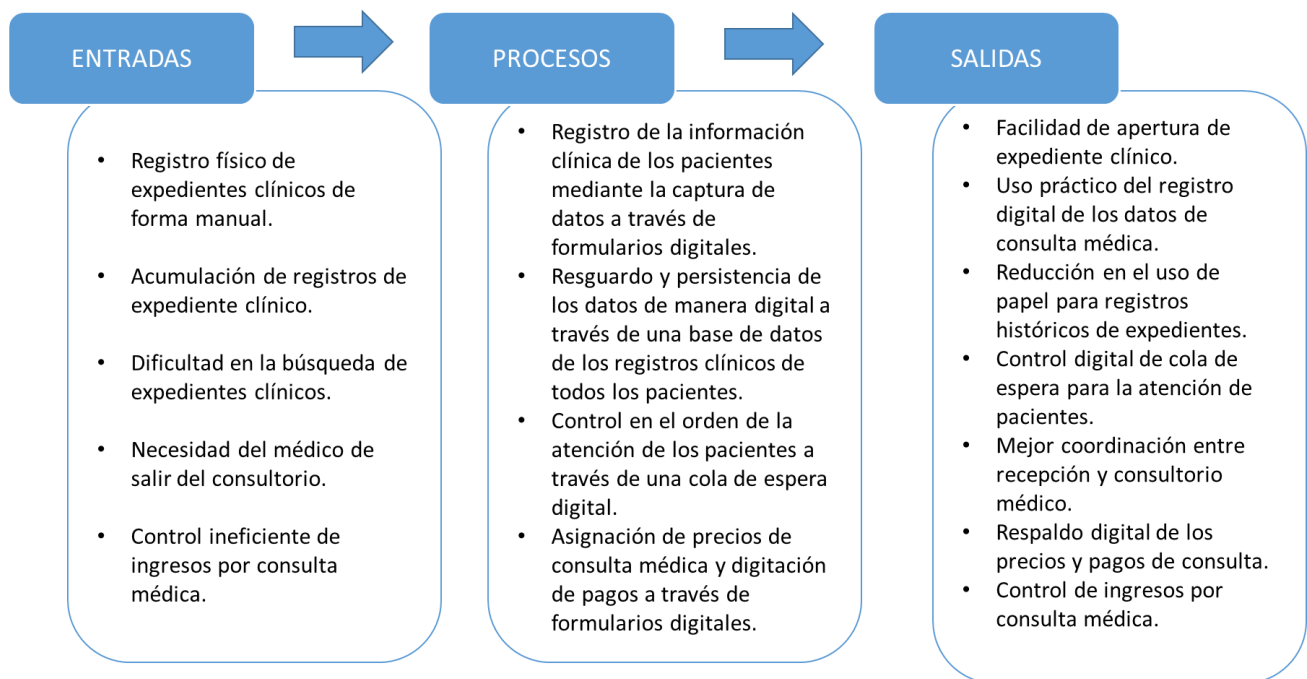 ENTRADAS
• Registro físico de
expedientes clínicos de
forma manual.
• Acumulación de registros de
expediente clínico.
• Dificultad en la búsqueda de
expedientes clínicos.
• Necesidad del médico de
salir del consultorio.
• Control ineficiente de
ingresos por consulta
médica.
PROCESOS
• Registro de la información
clínica de los pacientes
mediante la captura de
datos a través de
formularios digitales.
• Resguardo y persistencia de
los datos de manera digital a
través de una base de datos
de los registros clínicos de
todos los pacientes.
• Control en el orden de la
atención de los pacientes a
través de una cola de espera
digital.
• Asignación de precios de
consulta médica y digitación
de pagos a través de
formularios digitales.
SALIDAS
• Facilidad de apertura de
expediente clínico.
• Uso práctico del registro
digital de los datos de
consulta médica.
• Reducción en el uso de
papel para registros
históricos de expedientes.
• Control digital de cola de
espera para la atención de
pacientes.
• Mejor coordinación entre
recepción y consultorio
médico.
• Respaldo digital de los
precios y pagos de consulta.
• Control de ingresos por
consulta médica.